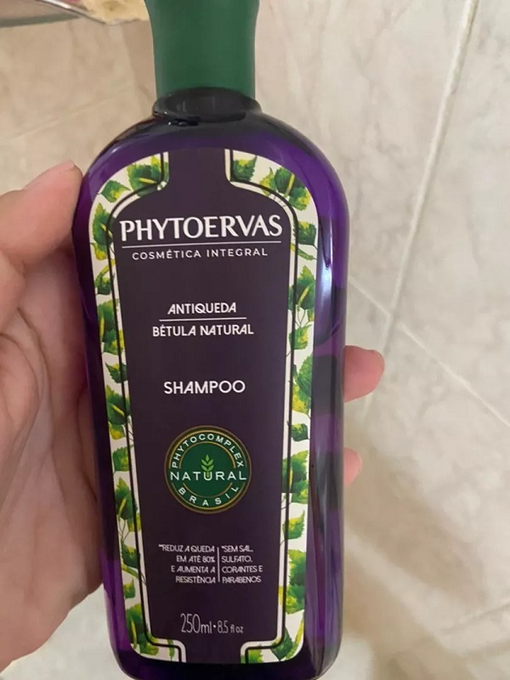 PHYTOERVAS
COSMÉTICA INTEGRAL
ANTIQUEDA
BÉTULA NATURAL
SHAMPOO
PHYTOCOMPLEX
NATURAL
BRASIL
**REDUZ A QUEDA
EM ATÉ 80%
E AUMENTA A
RESISTÊNCIA
*SEM SAL,
SULFATO,
CORANTES E
PARABENOS
250ml • 8.5 fl oz